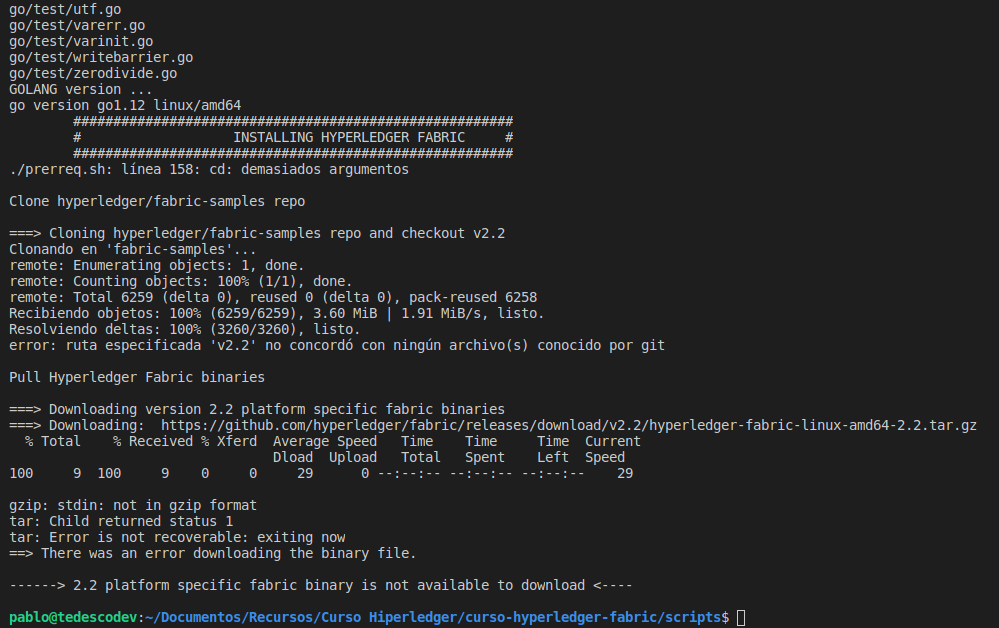 go/test/utf.go
go/test/varerr.go
go/test/varinit.go
go/test/writebarrier.go
go/test/zerodivide.go
GOLANG version ...
go version go1.12 linux/amd64
        #######################################################
        #                   INSTALLING HYPERLEDGER FABRIC     #
        #######################################################
./prerreq.sh: línea 158: cd: demasiados argumentos

Clone hyperledger/fabric-samples repo

===> Cloning hyperledger/fabric-samples repo and checkout v2.2
Clonando en 'fabric-samples'...
remote: Enumerating objects: 1, done.
remote: Counting objects: 100% (1/1), done.
remote: Total 6259 (delta 0), reused 0 (delta 0), pack-reused 6258
Recibiendo objetos: 100% (6259/6259), 3.60 MiB | 1.91 MiB/s, listo.
Resolviendo deltas: 100% (3260/3260), listo.
error: ruta especificada 'v2.2' no concordó con ningún archivo(s) conocido por git

Pull Hyperledger Fabric binaries

===> Downloading version 2.2 platform specific fabric binaries
===> Downloading:  https://github.com/hyperledger/fabric/releases/download/v2.2/hyperledger-fabric-linux-amd64-2.2.tar.gz
  % Total    % Received % Xferd  Average Speed   Time    Time     Time  Current
                                 Dload  Upload   Total   Spent    Left  Speed
100     9  100     9    0     0     29      0 --:--:-- --:--:-- --:--:--    29

gzip: stdin: not in gzip format
tar: Child returned status 1
tar: Error is not recoverable: exiting now
==> There was an error downloading the binary file.

------> 2.2 platform specific fabric binary is not available to download <----

pablo@tedescodev:~/Documentos/Recursos/Curso Hiperledger/curso-hyperledger-fabric/scripts$